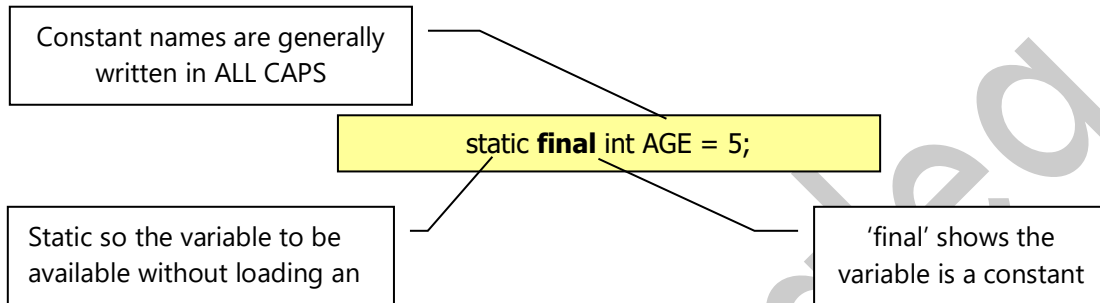 Constant names are generally
written in ALL CAPS
static final int AGE = 5;
Static so the variable to be
available without loading an
‘final’ shows the
variable is a constant